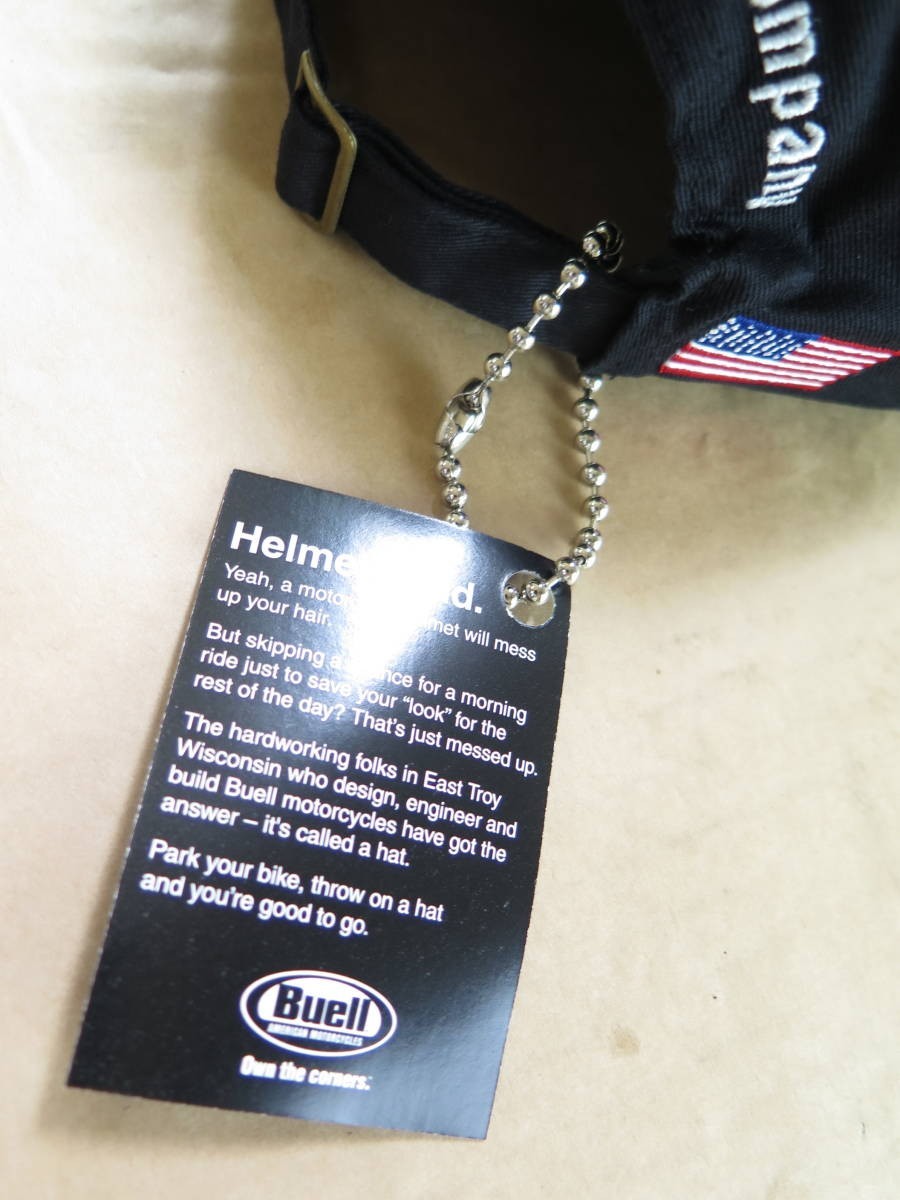 mpany
Helme d.
Yeah, a moto met will mess
up your hair.
But skipping a nce for a morning
ride just to save your “look” for the
rest of the day? That’s just messed up.
The hardworking folks in East Troy
Wisconsin who design, engineer and
build Buell motorcycles have got the
answer – it's called a hat.
Park your bike, throw on a hat
and you’re good to go.
Buell
AMERICAN MOTORCYCLES
Own the corners.™